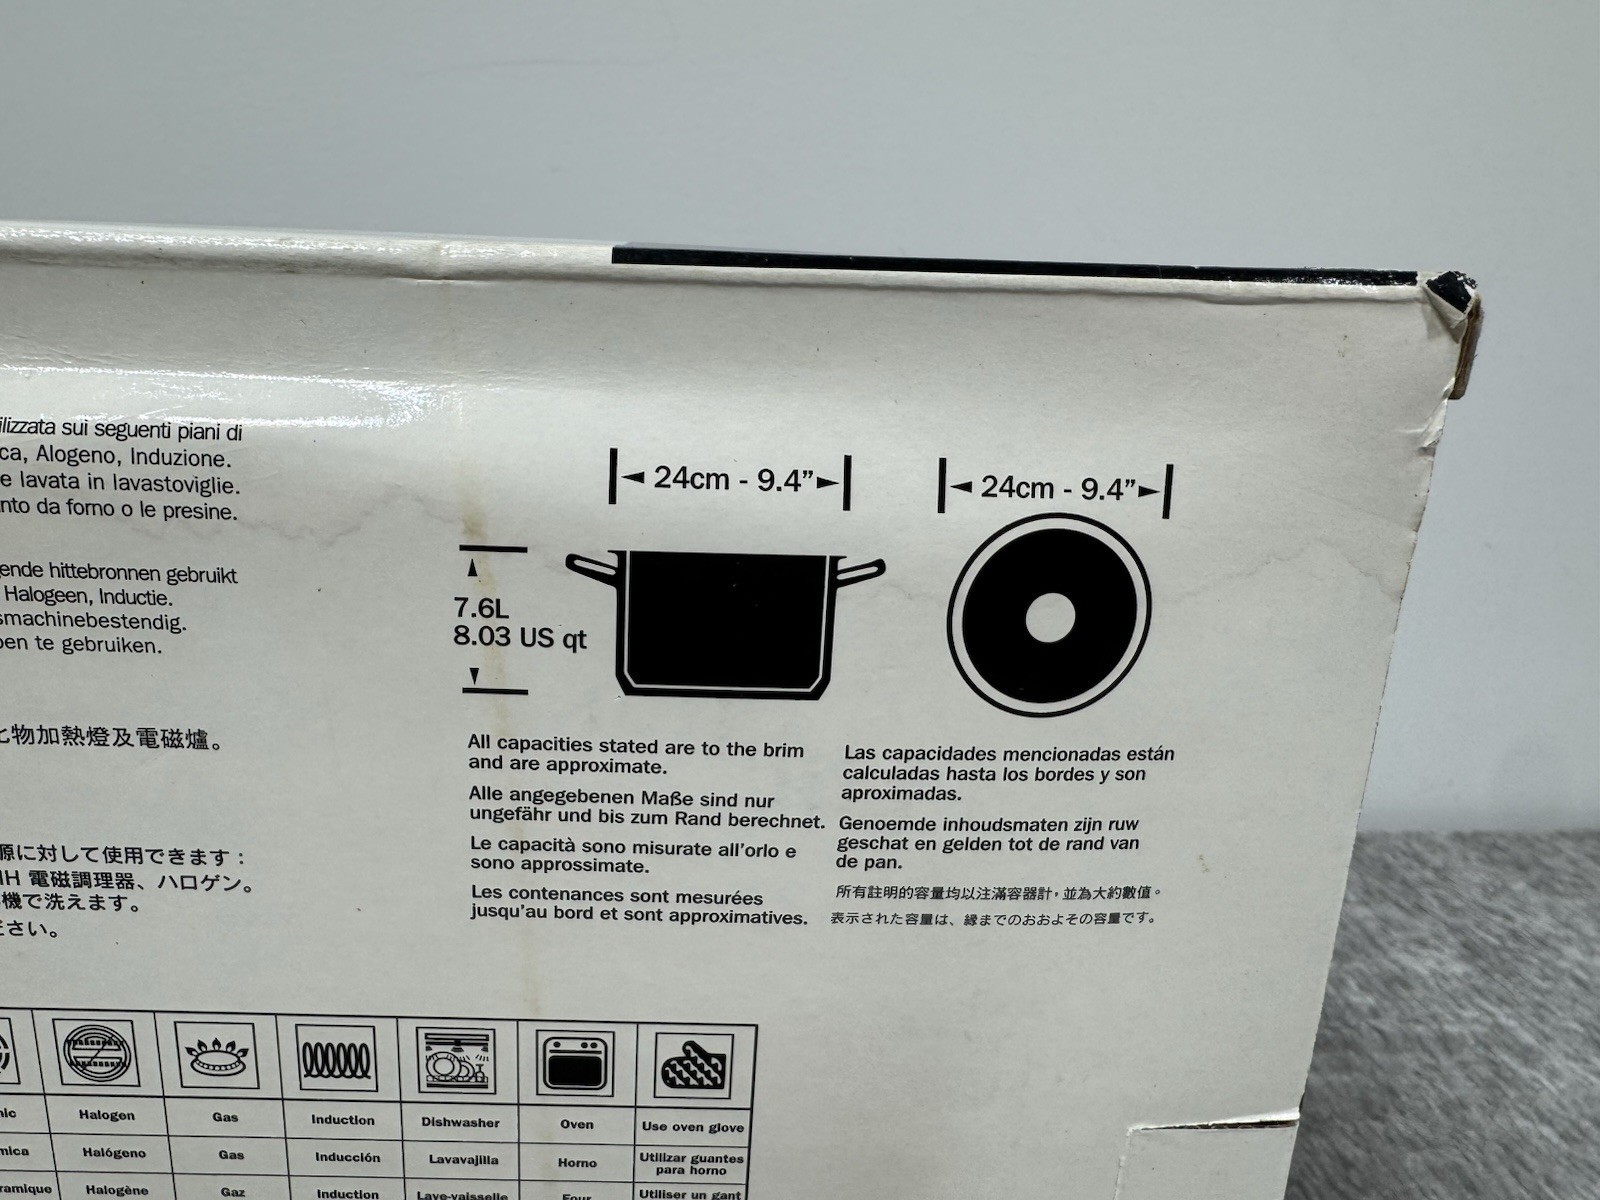 sui seguenti piani di
Alogeno, Induzione.
lavata in lavastoviglie.
da forno o le presine.
hittebronnen gebruikt
Halogeen, Inductie.
te gebruiken.
物加熱燈及電磁爐。
に対して使用できます：
IH 電磁調理器、ハロゲン。
機で洗えます。
さい。
24cm - 9.4”
24cm - 9.4”
7.6L
8.03 US qt
All capacities stated are to the brim
and are approximate.
Alle angegebenen Maße sind nur
ungefähr und bis zum Rand berechnet.
Le capacità sono misurate all’orlo e
sono approssimate.
Les contenances sont mesurées
jusqu’au bord et sont approximatives.
Las capacidades mencionadas están
calculadas hasta los bordes y son
aproximadas.
Genoemde inhoudsmaten zijn ruw
geschat en gelden tot de rand van
de pan.
所有註明的容量均以注滿容器計，並為大約數值。
表示された容量は、縁までのおおよその容量です。
Halogen Gas Induction Dishwasher Oven Use oven glove
Halógeno Gas Inducción Lavavajilla Horno Utilizar guantes
para horno
Halogène Gaz Induction Lave-vaisselle Four Utiliser un gant